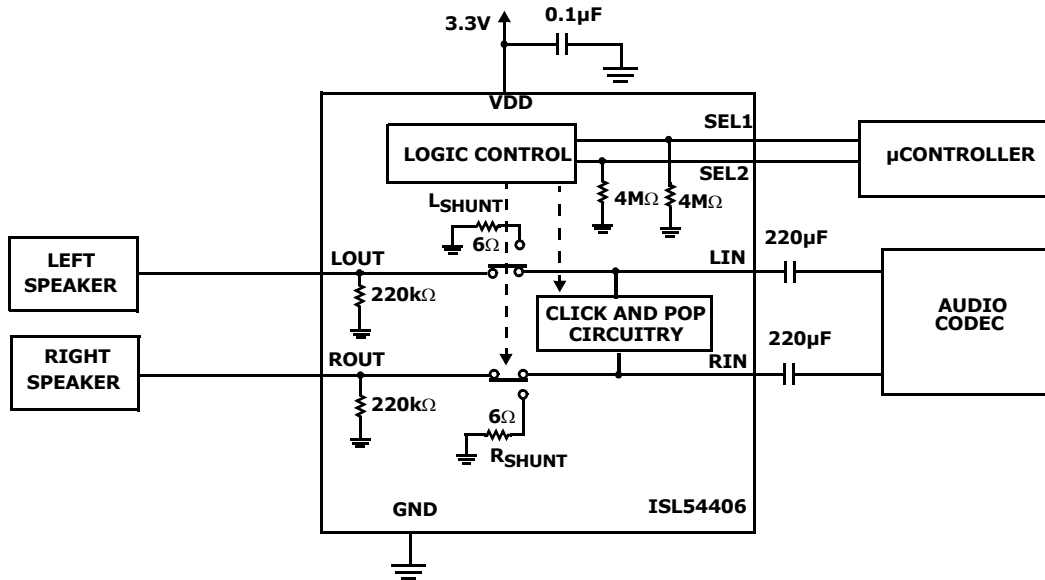 3.3V
0.1µF
VDD
SEL1
LOGIC CONTROL
µCONTROLLER
SEL2
4MΩ
4MΩ
LSHUNT
6Ω
220µF
LEFT
SPEAKER
LOUT
LIN
220kΩ
CLICK AND POP
CIRCUITRY
AUDIO
CODEC
220µF
RIGHT
SPEAKER
ROUT
RIN
220kΩ
6Ω
RSHUNT
GND
ISL54406